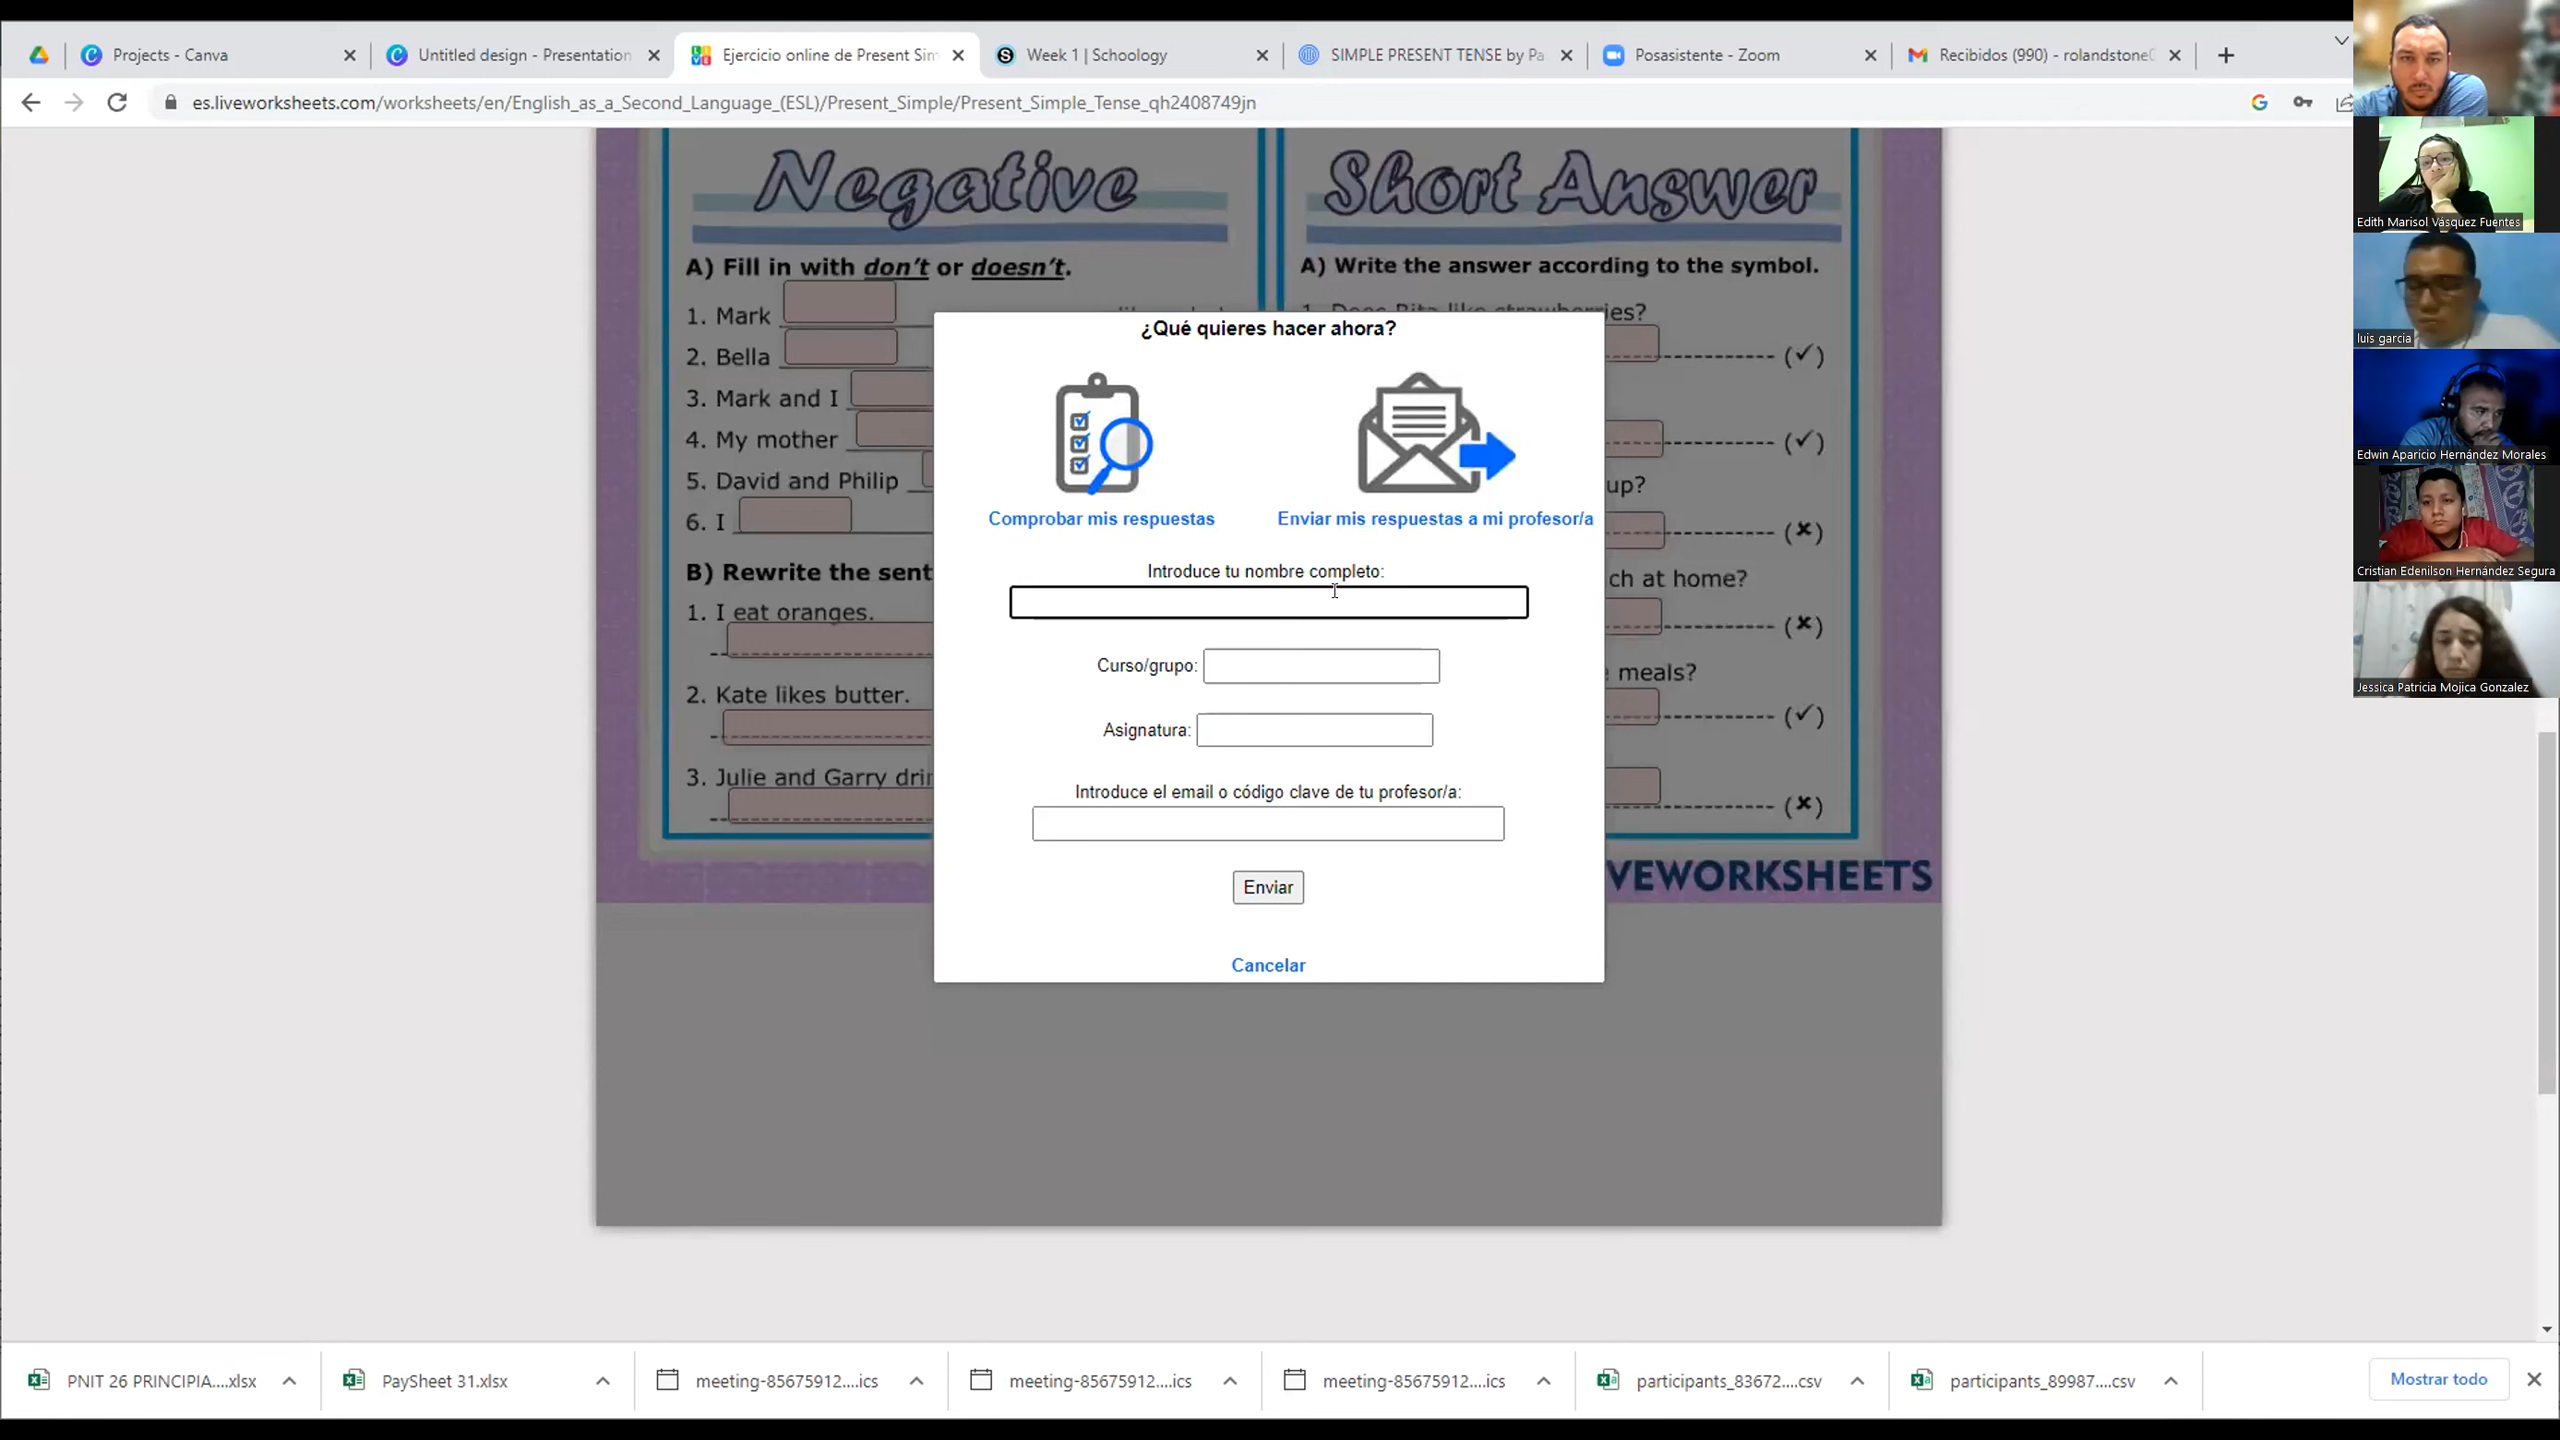 Projects - Canva
Untitled design - Presentation
Ejercicio online de Present Sim
Week 1 | Schoology
SIMPLE PRESENT TENSE by Pa
Posasistente - Zoom
Recibidos (990) - rolandstone
es.liveworksheets.com/worksheets/en/English_as_a_Second_Language_(ESL)/Present_Simple/Present_Simple_Tense_qh2408749jn
Negative
Short Answer
A) Fill in with don't or doesn't.
1. Mark
2. Bella
3. Mark and I
4. My mother
5. David and Philip
6. I
B) Rewrite the sent
1. I eat oranges.
2. Kate likes butter.
3. Julie and Garry drin
A) Write the answer according to the symbol.
1. Does Rita like strawberries?
(✓)
(✓)
up?
(✗)
ch at home?
(✗)
meals?
(✓)
(✗)
VEWORKSHEETS
¿Qué quieres hacer ahora?
Comprobar mis respuestas
Enviar mis respuestas a mi profesor/a
Introduce tu nombre completo:
Curso/grupo:
Asignatura:
Introduce el email o código clave de tu profesor/a:
Enviar
Cancelar
Edith Marisol Vásquez Fuentes
luis garcia
Edwin Aparicio Hernández Morales
Cristian Edenilson Hernández Segura
Jessica Patricia Mojica Gonzalez
PNIT 26 PRINCIPIA....xlsx
PaySheet 31.xlsx
meeting-85675912....ics
meeting-85675912....ics
meeting-85675912....ics
participants_83672....csv
participants_89987....csv
Mostrar todo